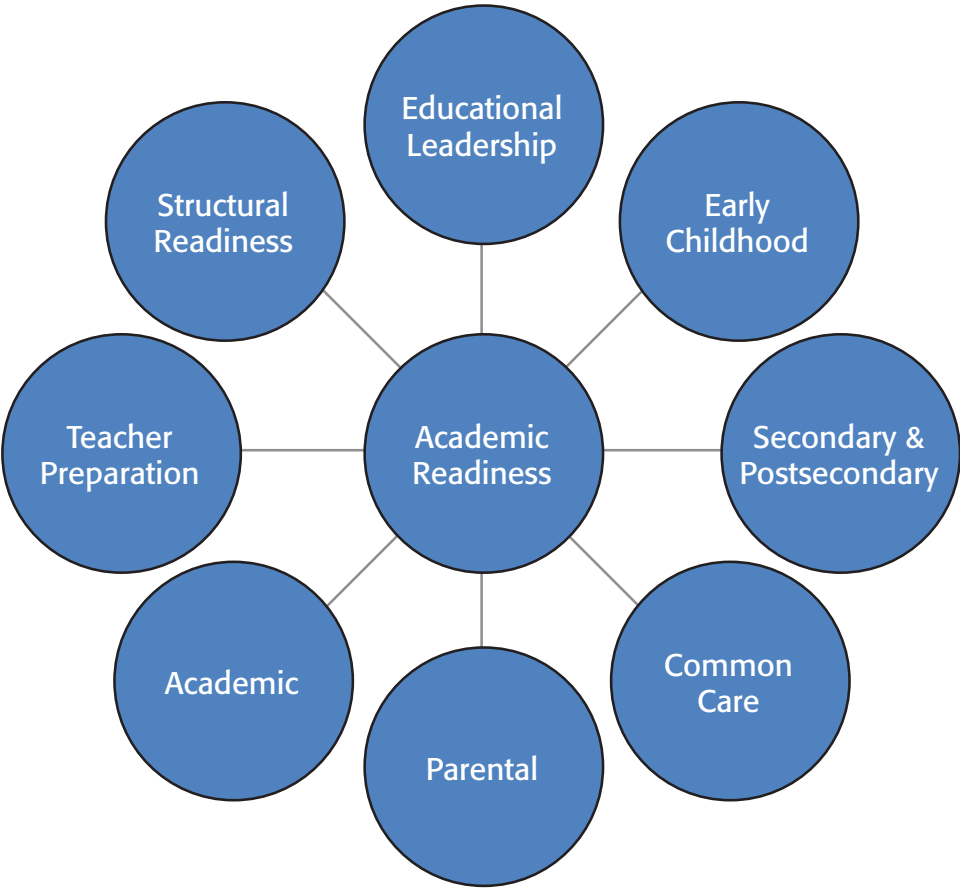 Educational
Leadership
Structural
Readiness
Early
Childhood
Teacher
Preparation
Academic
Readiness
Secondary &
Postsecondary
Academic
Common
Care
Parental